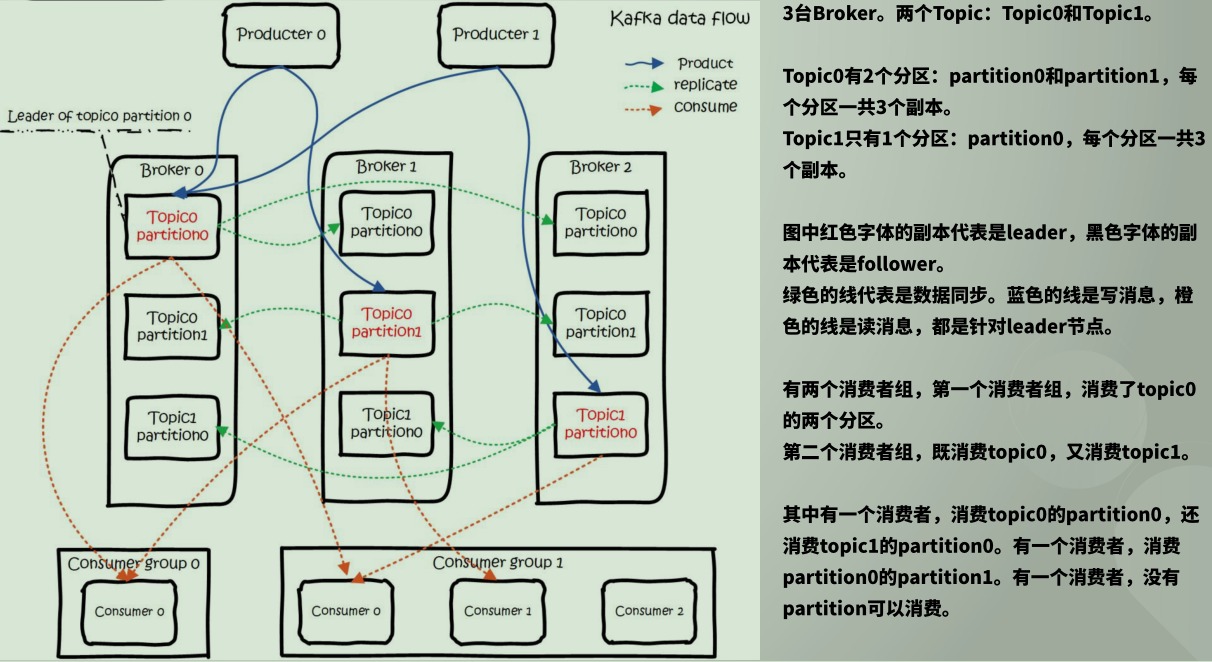 Kafka data flow
Producter 0
Producter 1
Product
replicate
consume
Leader of topico partition 0
Broker 0
Broker 1
Broker 2
Topico
partition0
Topico
partition0
Topico
partition0
Topico
partition1
Topico
partition1
Topico
partition1
Topic1
partition0
Topic1
partition0
Topic1
partition0
Consumer group 0
Consumer 0
Consumer group 1
Consumer 0
Consumer 1
Consumer 2
3台Broker。两个Topic：Topic0和Topic1。
Topic0有2个分区：partition0和partition1，每
个分区一共3个副本。
Topic1只有1个分区：partition0，每个分区一共3
个副本。
图中红色字体的副本代表是leader，黑色字体的副
本代表是follower。
绿色的线代表是数据同步。蓝色的线是写消息，橙
色的线是读消息，都是针对leader节点。
有两个消费者组，第一个消费者组，消费了topic0
的两个分区。
第二个消费者组，既消费topic0，又消费topic1。
其中有一个消费者，消费topic0的partition0，还
消费topic1的partition0。有一个消费者，消费
partition0的partition1。有一个消费者，没有
partition可以消费。